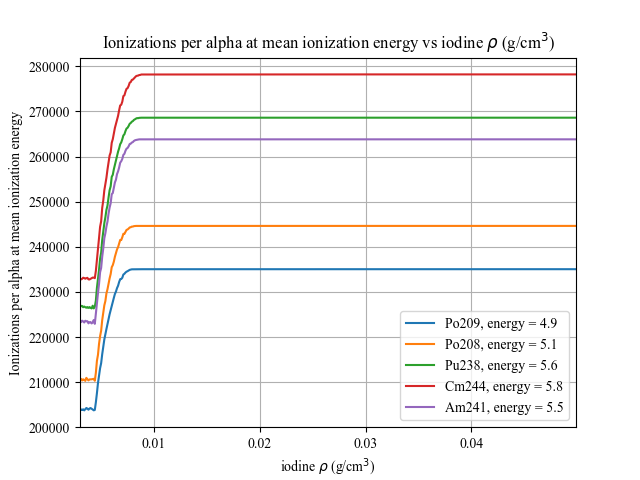 Ionizations per alpha at mean ionization energy vs iodine ρ (g/cm³)
280000
270000
260000
250000
240000
230000
220000
210000
200000
Ionizations per alpha at mean ionization energy
Po209, energy = 4.9
Po208, energy = 5.1
Pu238, energy = 5.6
Cm244, energy = 5.8
Am241, energy = 5.5
0.01
0.02
0.03
0.04
iodine ρ (g/cm³)